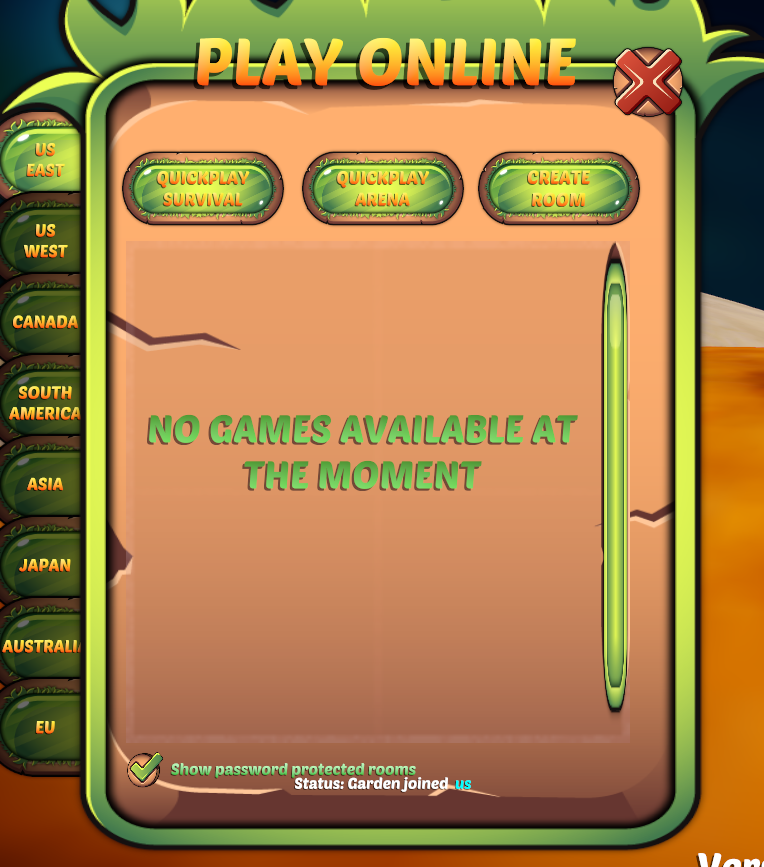 PLAY ONLINE
US
EAST
US
WEST
CANADA
SOUTH
AMERICA
ASIA
JAPAN
AUSTRALIA
EU
QUICKPLAY
SURVIVAL
QUICKPLAY
ARENA
CREATE
ROOM
NO GAMES AVAILABLE AT
THE MOMENT
Show password protected rooms
Status: Garden joined us